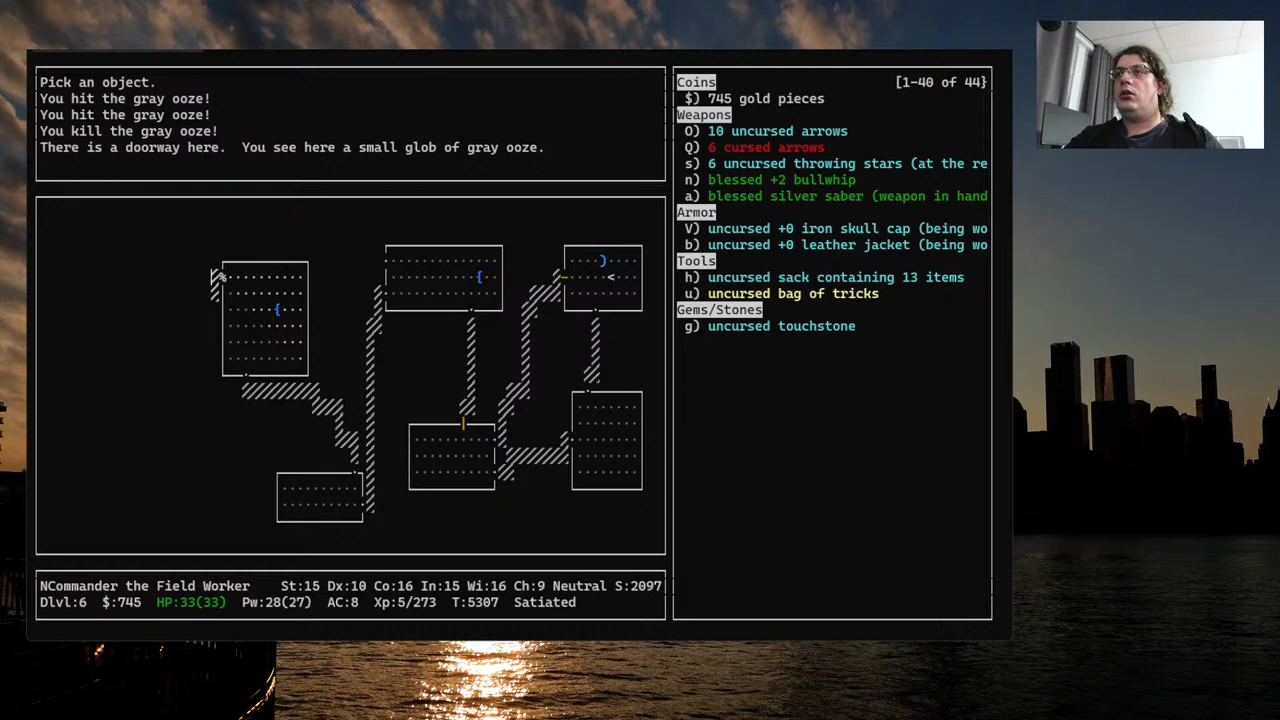 Pick an object.
You hit the gray ooze!
You hit the gray ooze!
You kill the gray ooze!
There is a doorway here.  You see here a small glob of gray ooze.
NCommander the Field Worker    St:15 Dx:10 Co:16 In:15 Wi:16 Ch:9 Neutral S:2097
Dlvl:6  $:745  HP:33(33)  Pw:28(27)  AC:8  Xp:5/273  T:5307  Satiated
Coins [1-40 of 44}
$) 745 gold pieces
Weapons
O) 10 uncursed arrows
Q) 6 cursed arrows
s) 6 uncursed throwing stars (at the re
n) blessed +2 bullwhip
a) blessed silver saber (weapon in hand
Armor
V) uncursed +0 iron skull cap (being wo
b) uncursed +0 leather jacket (being wo
Tools
h) uncursed sack containing 13 items
u) uncursed bag of tricks
Gems/Stones
g) uncursed touchstone